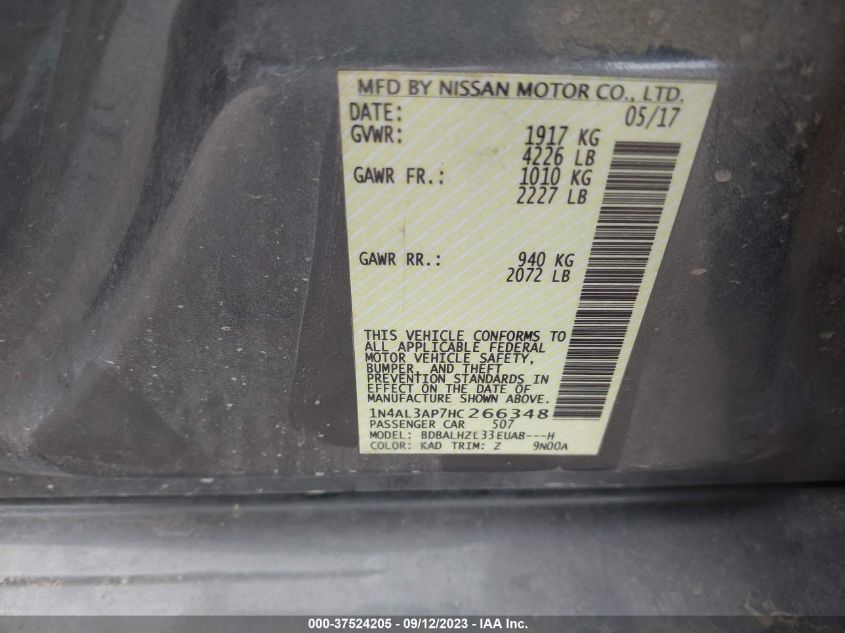 MFD BY NISSAN MOTOR CO., LTD.
DATE: 05/17
GVWR: 1917 KG
4226 LB
GAWR FR.: 1010 KG
2227 LB
GAWR RR.: 940 KG
2072 LB
THIS VEHICLE CONFORMS TO
ALL APPLICABLE FEDERAL
MOTOR VEHICLE SAFETY,
BUMPER, AND THEFT
PREVENTION STANDARDS IN
EFFECT ON THE DATE OF
MANUFACTURE SHOWN ABOVE.
1N4AL3AP7HC266348
PASSENGER CAR 507
MODEL: BDBALHZL33EUAB---H
COLOR: KAD TRIM: Z 9N00A
000-37524205 - 09/12/2023 - IAA Inc.